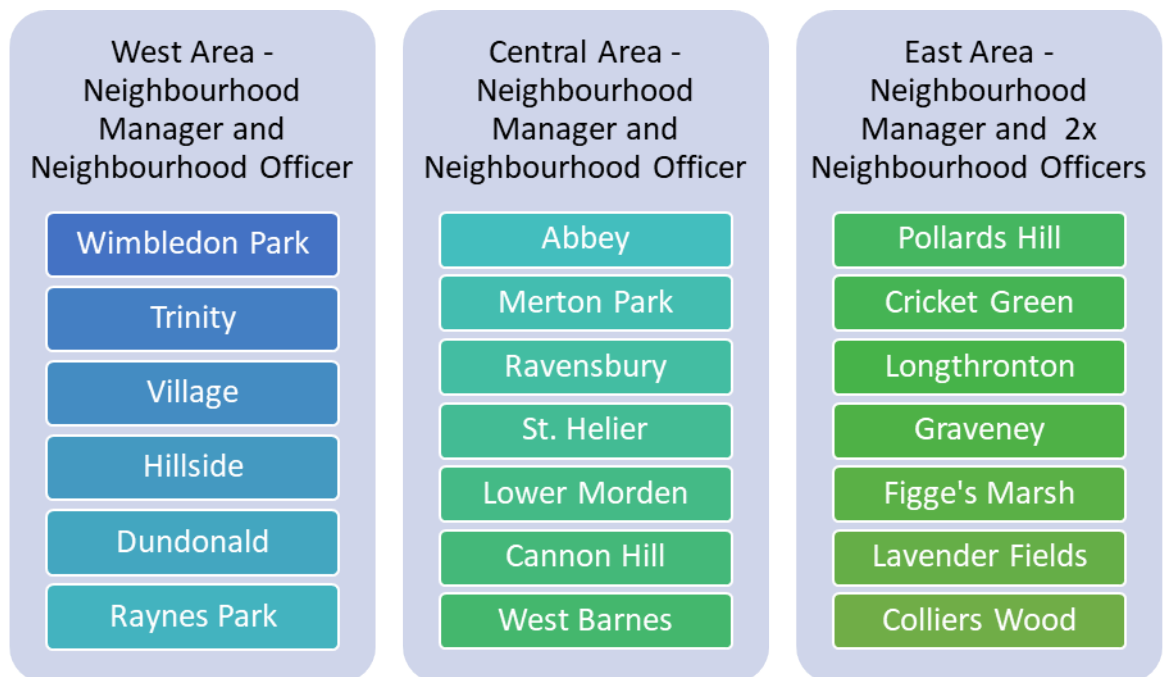 West Area -
Neighbourhood
Manager and
Neighbourhood Officer
Wimbledon Park
Trinity
Village
Hillside
Dundonald
Raynes Park
Central Area -
Neighbourhood
Manager and
Neighbourhood Officer
Abbey
Merton Park
Ravensbury
St. Helier
Lower Morden
Cannon Hill
West Barnes
East Area -
Neighbourhood
Manager and  2x
Neighbourhood Officers
Pollards Hill
Cricket Green
Longthronton
Graveney
Figge's Marsh
Lavender Fields
Colliers Wood